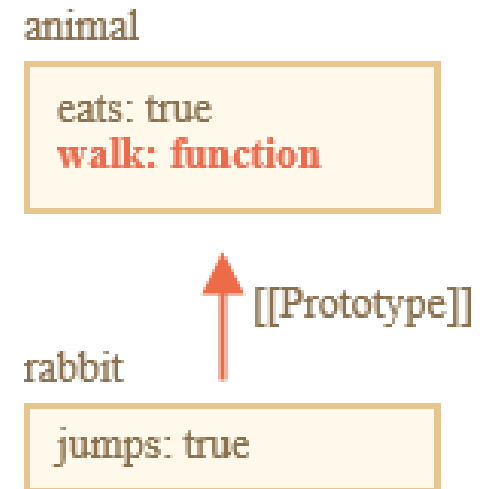 animal
eats: true
walk: function
[[Prototype]]
rabbit
jumps: true